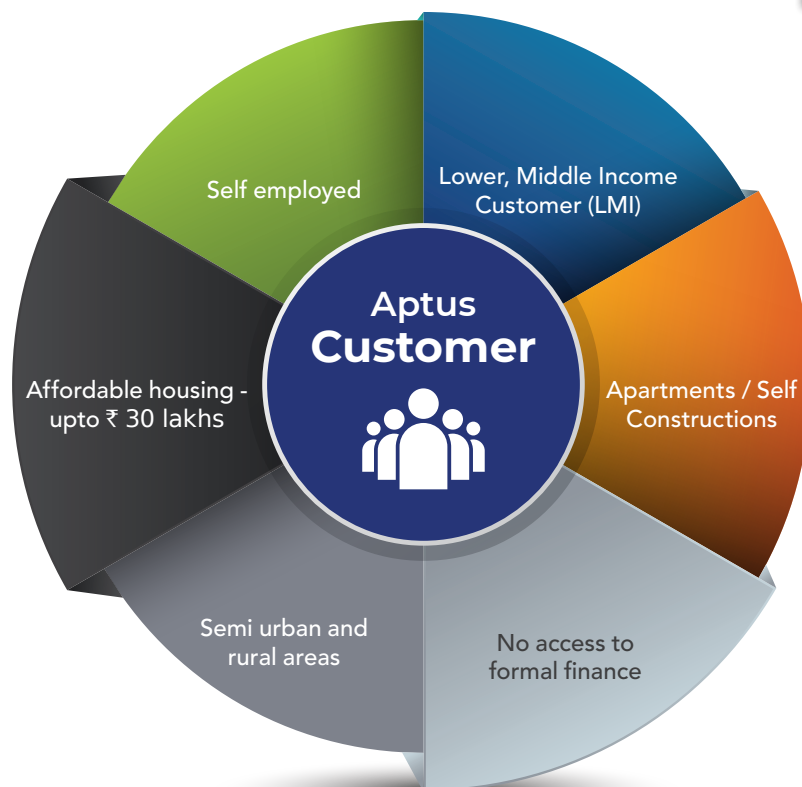 Self employed
Lower, Middle Income
Customer (LMI)
Aptus
Customer
Affordable housing -
upto ₹ 30 lakhs
Apartments / Self
Constructions
Semi urban and
rural areas
No access to
formal finance